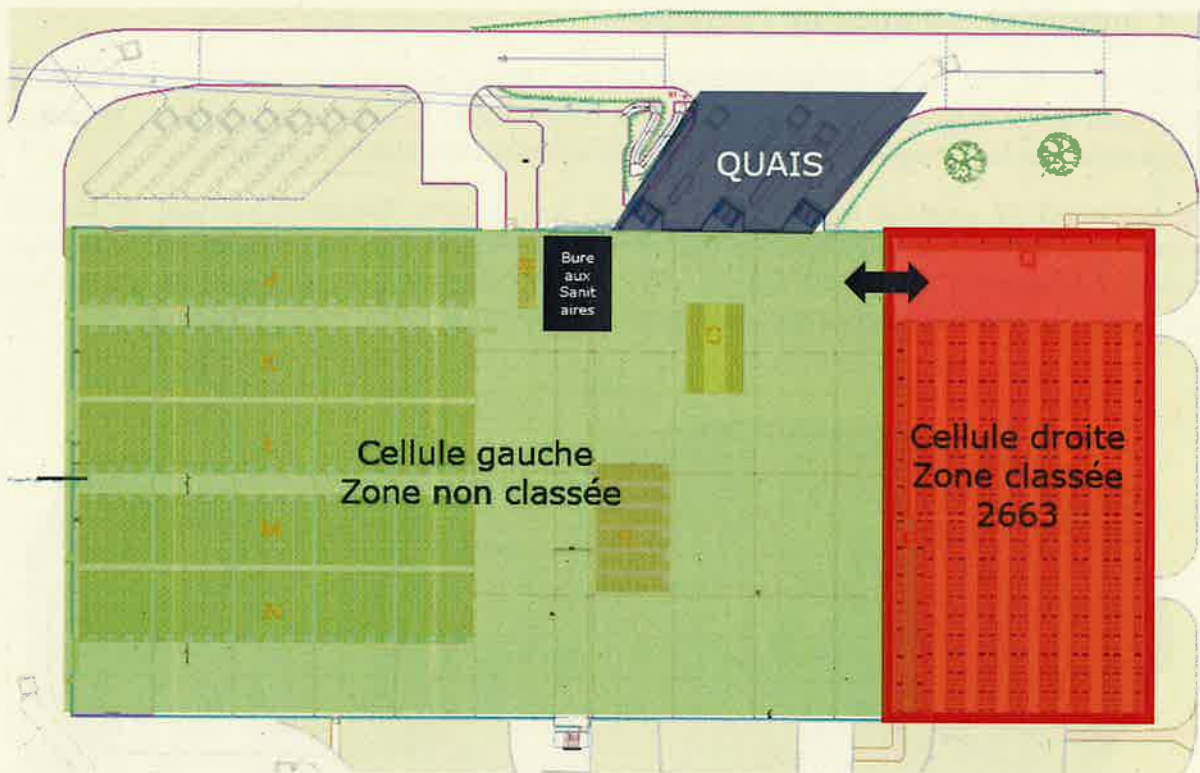 QUAIS
Bure
aux
Sanit
aires
Cellule gauche
Zone non classée
Cellule droite
Zone classée
2663